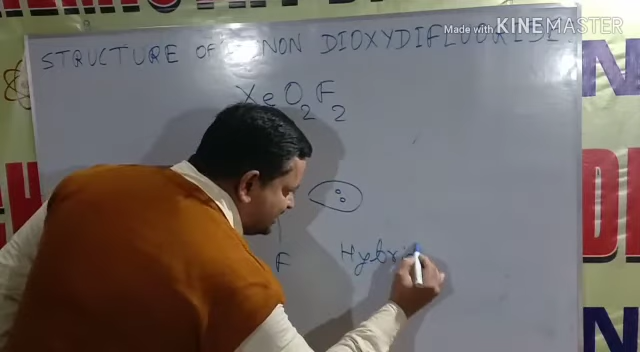 Made with KINEMASTER
STRUCTURE OF XENON DIOXYDIFLUORIDE
XeO2F2
F
Hybri